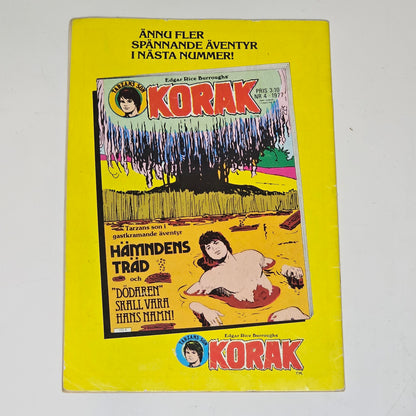 ÄNNU FLER
SPÄNNANDE ÄVENTYR
I NÄSTA NUMMER!
Edgar Rice Burroughs'
TARZANS SON
KORAK
PRIS 3:10
NR 4 - 1977
Tarzans son i
gastkramande äventyr
HÄMNDENS
TRÄD
och
"DÖDAREN"
SKALL VARA
HANS NAMN!
Edgar Rice Burroughs
TARZANS SON
KORAK
TM